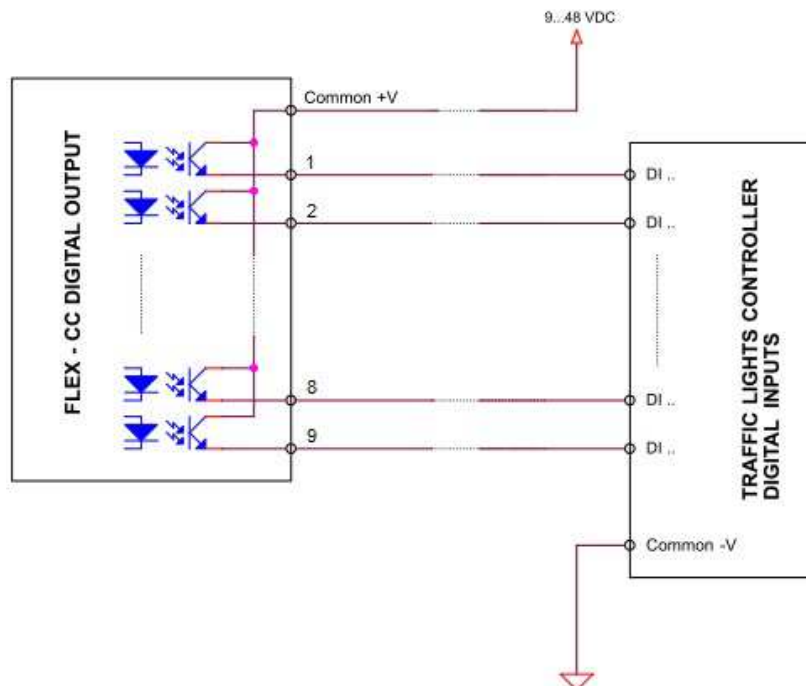 9...48 VDC
Common +V
FLEX - CC DIGITAL OUTPUT
1
DI ..
2
DI ..
8
DI ..
9
DI ..
TRAFFIC LIGHTS CONTROLLER
DIGITAL INPUTS
Common -V